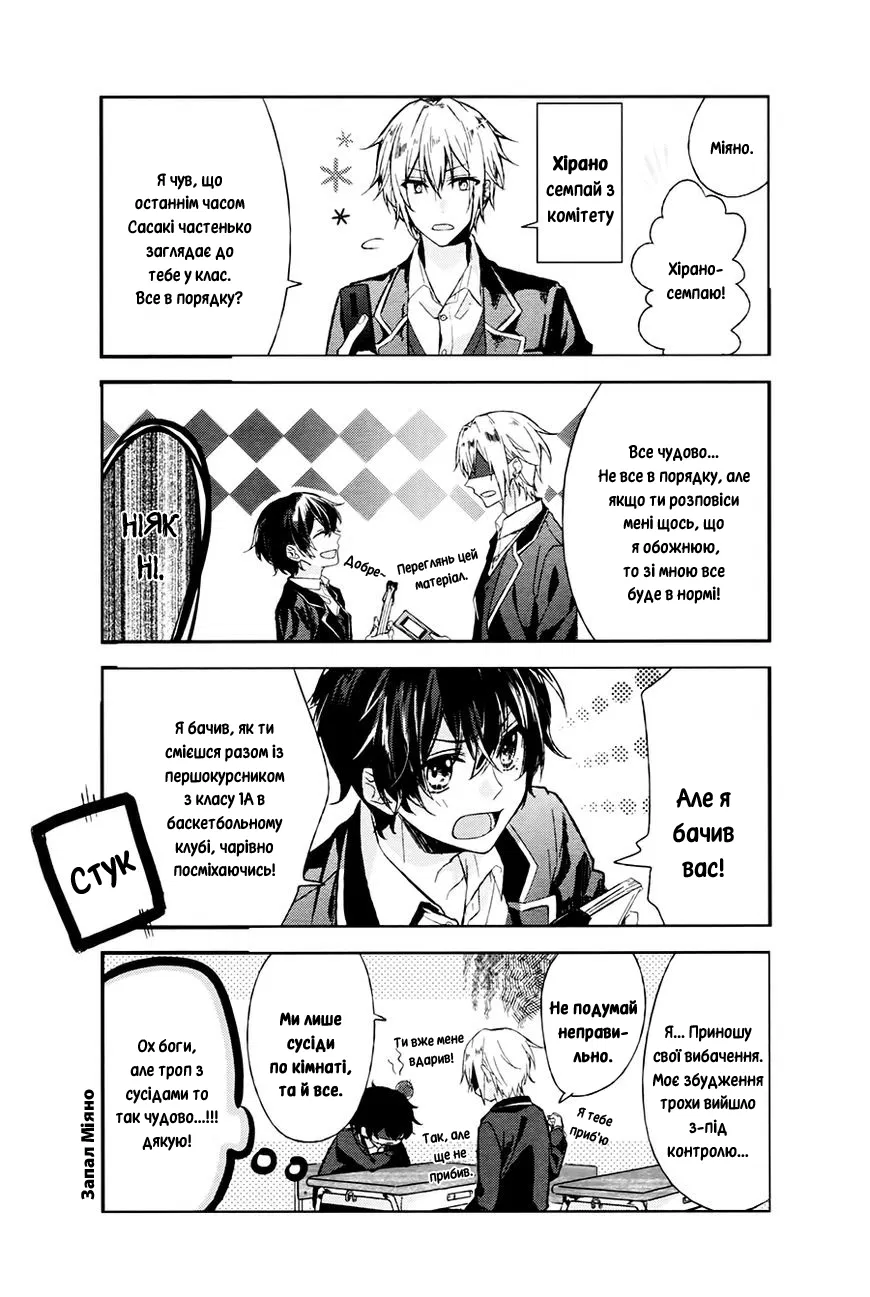 Міяно.
Хірано-
семпаю!
Хірано
семпай з
комітету
Я чув, що
останнім часом
Сасакі частенько
заглядає до
тебе у клас.
Все в порядку?
Все чудово...
Не все в порядку, але
якщо ти розповіси
мені щось, що
я обожнюю,
то зі мною все
буде в нормі!
Переглянь цей
матеріал.
Добре~
НІЯК
НІ.
Але я
бачив
вас!
Я бачив, як ти
смієшся разом із
першокурсником
з класу 1А в
баскетбольному
клубі, чарівно
посміхаючись!
Стук
Я... Приношу
свої вибачення.
Моє збудження
трохи вийшло
з-під
контролю...
Не подумай
неправи-
льно.
Я тебе
приб'ю
Ти вже мене
вдарив!
Так, але
ще не
прибив.
Ми лише
сусіди
по кімнаті,
та й все.
Ох боги,
але троп з
сусідами то
так чудово...!!!
дякую!
Запал Міяно